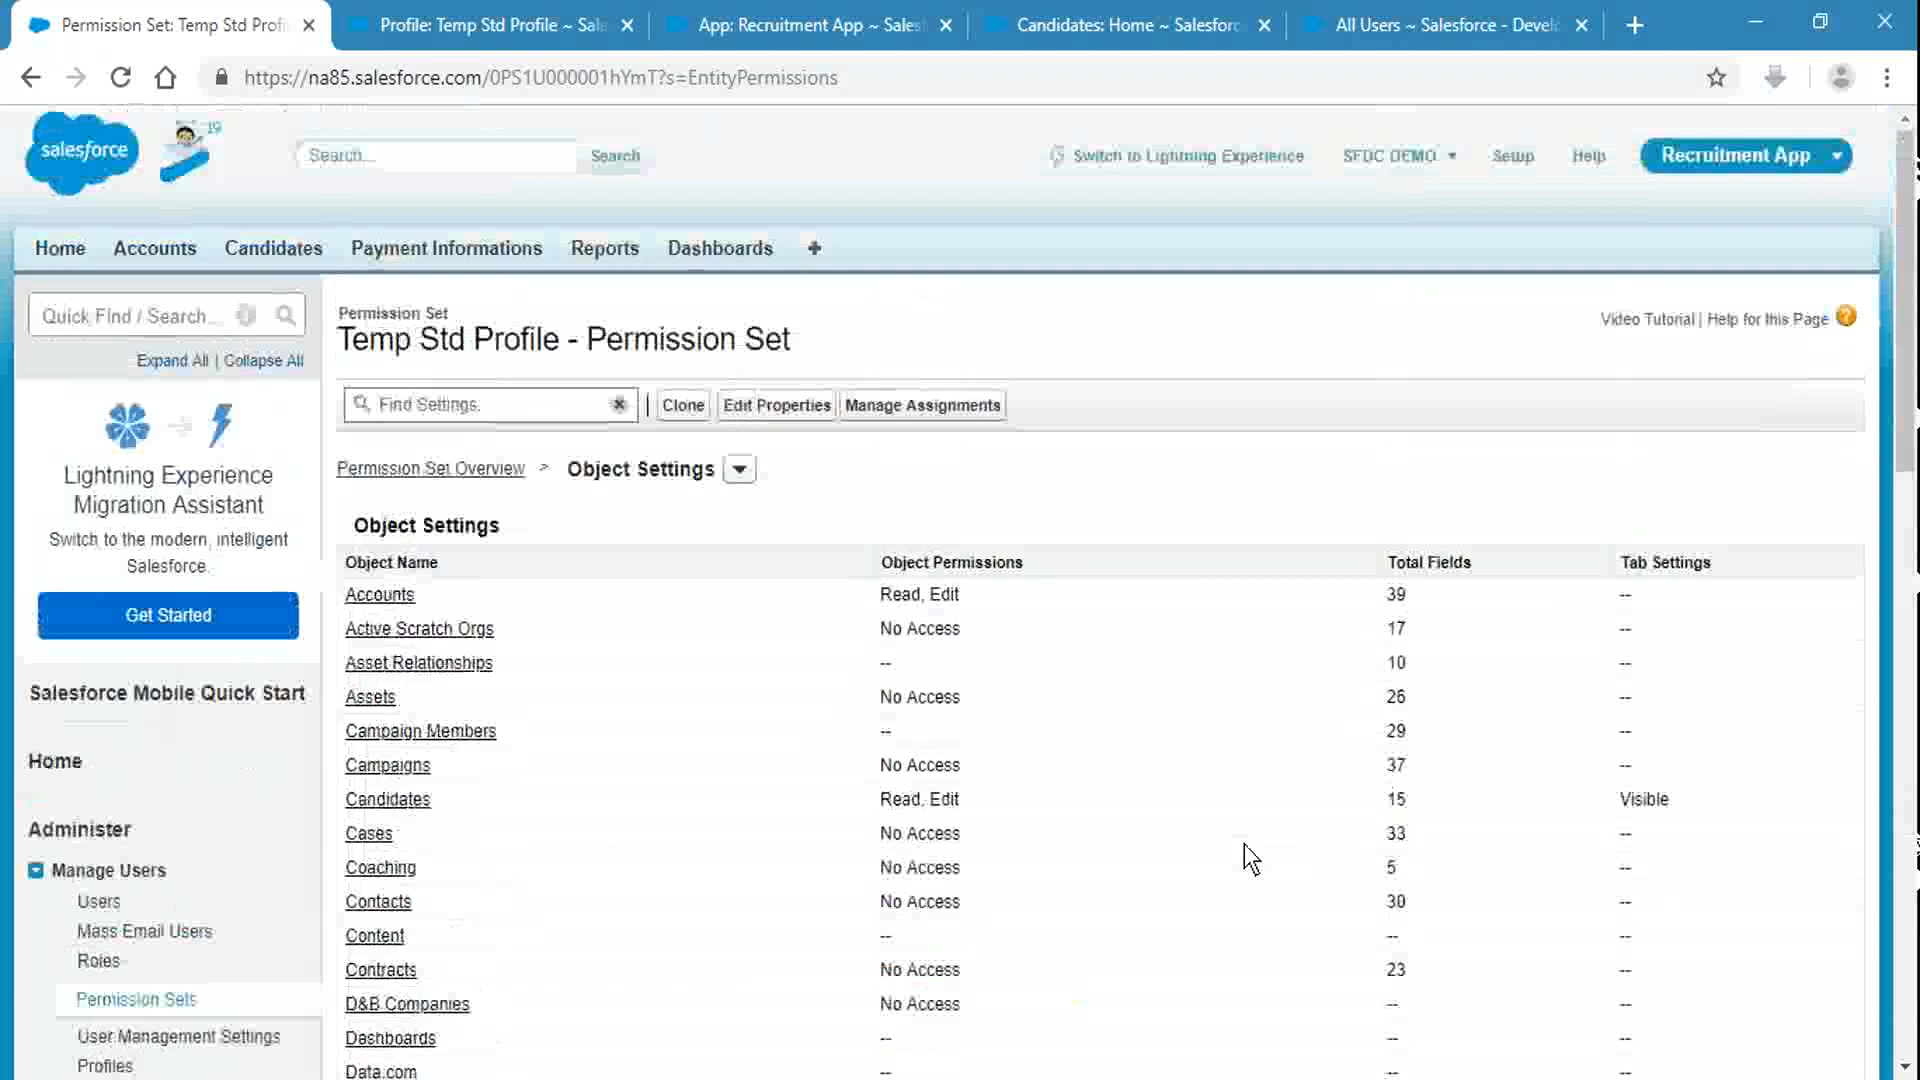 Permission Set: Temp Std Profi
Profile: Temp Std Profile ~ Sale
App: Recruitment App ~ Salesf
Candidates: Home ~ Salesforc
All Users ~ Salesforce - Develo
https://na85.salesforce.com/0PS1U000001hYmT?s=EntityPermissions
salesforce
19
Search...
Search
Switch to Lightning Experience
SFDC DEMO
Setup
Help
Recruitment App
Home
Accounts
Candidates
Payment Informations
Reports
Dashboards
Quick Find / Search...
Expand All | Collapse All
Lightning Experience
Migration Assistant
Switch to the modern, intelligent
Salesforce.
Get Started
Salesforce Mobile Quick Start
Home
Administer
Manage Users
Users
Mass Email Users
Roles
Permission Sets
User Management Settings
Profiles
Permission Set
Temp Std Profile - Permission Set
Video Tutorial | Help for this Page
Find Settings.
Clone
Edit Properties
Manage Assignments
Permission Set Overview > Object Settings
Object Settings
Object Name Object Permissions Total Fields Tab Settings
Accounts Read, Edit 39 --
Active Scratch Orgs No Access 17 --
Asset Relationships -- 10 --
Assets No Access 26 --
Campaign Members -- 29 --
Campaigns No Access 37 --
Candidates Read, Edit 15 Visible
Cases No Access 33 --
Coaching No Access 5 --
Contacts No Access 30 --
Content -- -- --
Contracts No Access 23 --
D&B Companies No Access -- --
Dashboards -- -- --
Data.com -- -- --